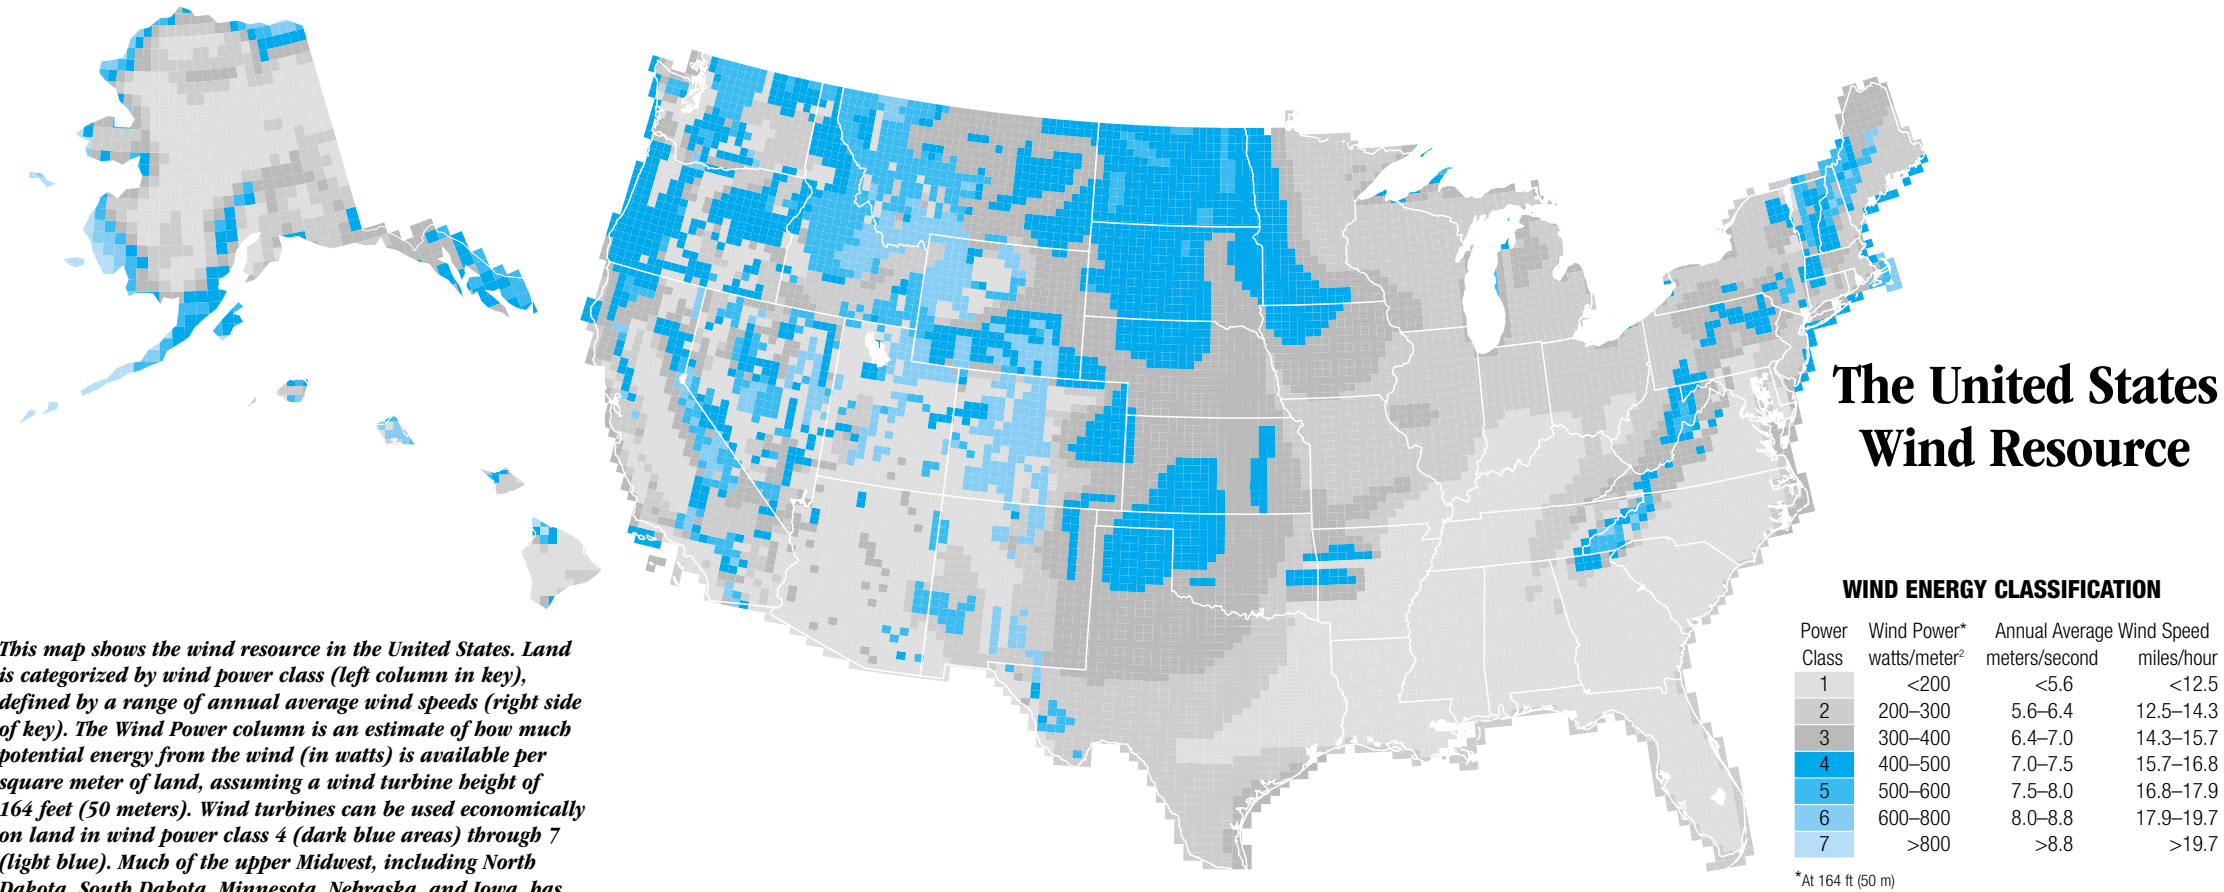 The United States
Wind Resource
This map shows the wind resource in the United States. Land
is categorized by wind power class (left column in key),
defined by a range of annual average wind speeds (right side
of key). The Wind Power column is an estimate of how much
potential energy from the wind (in watts) is available per
square meter of land, assuming a wind turbine height of
164 feet (50 meters). Wind turbines can be used economically
on land in wind power class 4 (dark blue areas) through 7
(light blue). Much of the upper Midwest, including North
Dakota, South Dakota, Minnesota, Nebraska, and Iowa, has
WIND ENERGY CLASSIFICATION
Power Wind Power* Annual Average Wind Speed
Class watts/meter² meters/second miles/hour
1 <200 <5.6 <12.5
2 200–300 5.6–6.4 12.5–14.3
3 300–400 6.4–7.0 14.3–15.7
4 400–500 7.0–7.5 15.7–16.8
5 500–600 7.5–8.0 16.8–17.9
6 600–800 8.0–8.8 17.9–19.7
7 >800 >8.8 >19.7
*At 164 ft (50 m)